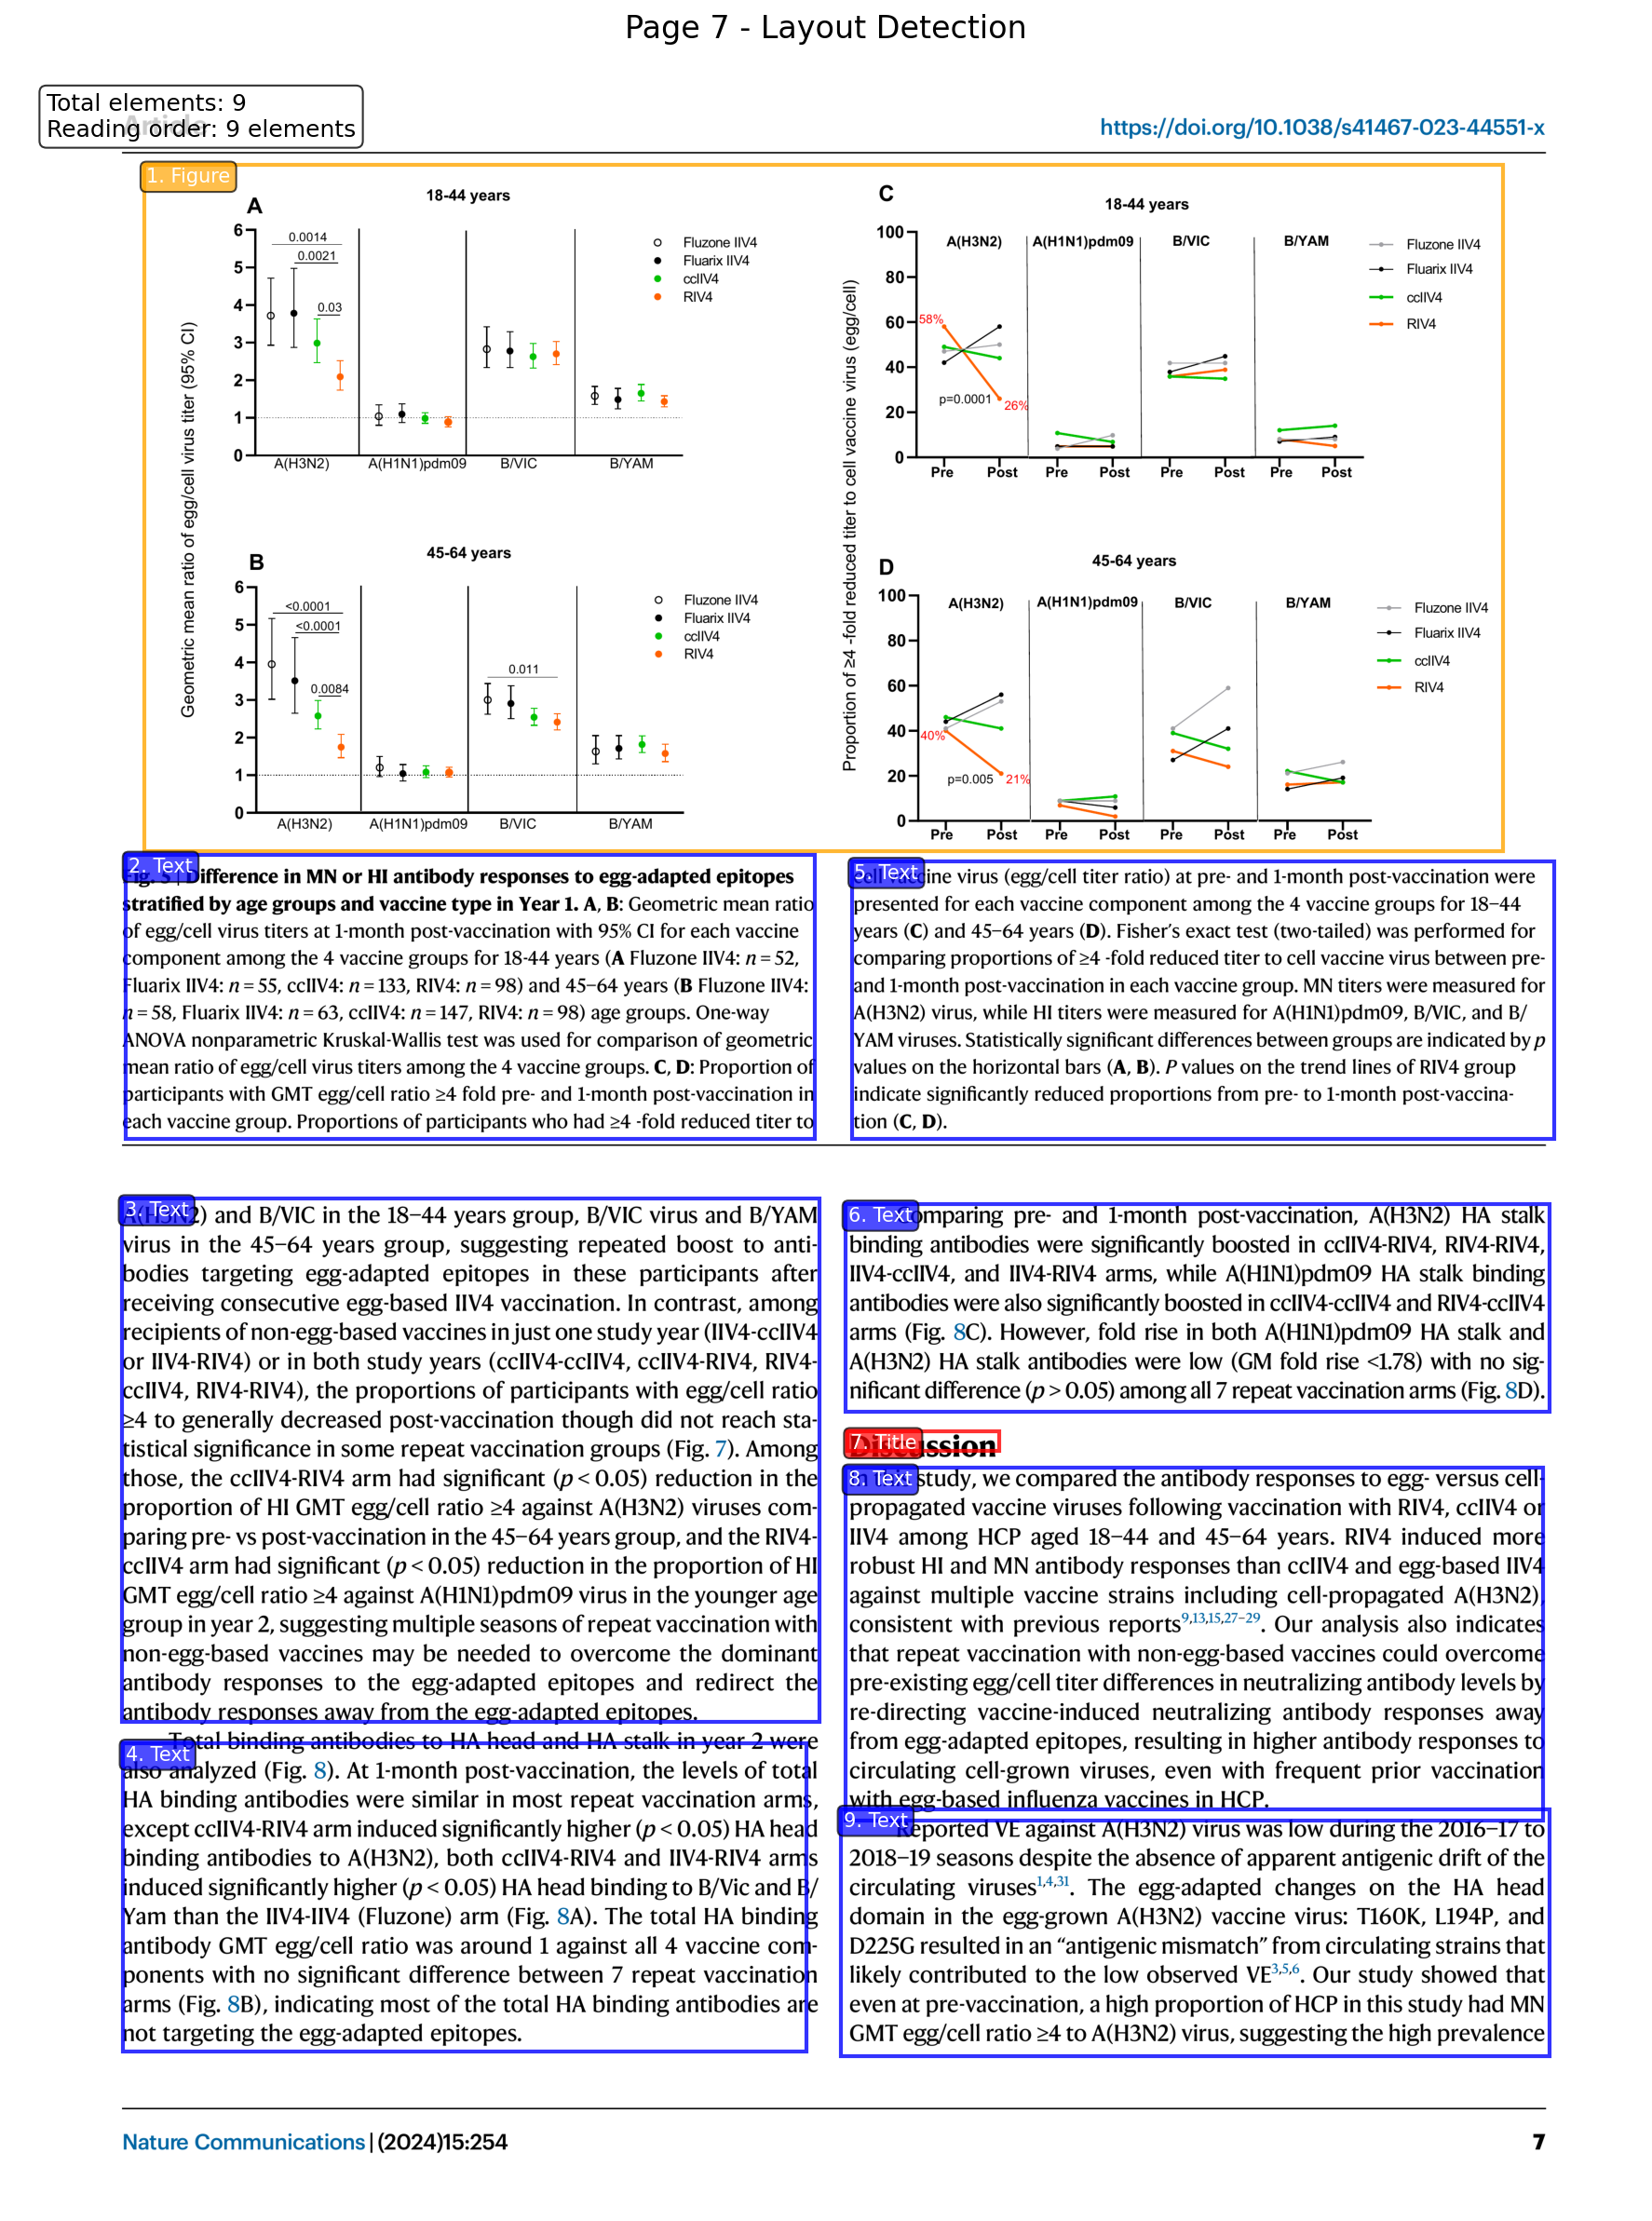 Page 7 - Layout Detection
Total elements: 9
Reading order: 9 elements
Article
https://doi.org/10.1038/s41467-023-44551-x
1. Figure
A
18-44 years
6
5
4
3
2
1
0
0.0014
0.0021
0.03
Fluzone IIV4
Fluarix IIV4
ccIIV4
RIV4
A(H3N2)
A(H1N1)pdm09
B/VIC
B/YAM
Geometric mean ratio of egg/cell virus titer (95% CI)
B
45-64 years
6
5
4
3
2
1
0
<0.0001
<0.0001
0.0084
0.011
Fluzone IIV4
Fluarix IIV4
ccIIV4
RIV4
A(H3N2)
A(H1N1)pdm09
B/VIC
B/YAM
C
18-44 years
Proportion of ≥4 -fold reduced titer to cell vaccine virus (egg/cell)
100
80
60
40
20
0
A(H3N2)
A(H1N1)pdm09
B/VIC
B/YAM
58%
p=0.0001
26%
Fluzone IIV4
Fluarix IIV4
ccIIV4
RIV4
Pre Post Pre Post Pre Post Pre Post
D
45-64 years
100
80
60
40
20
0
A(H3N2)
A(H1N1)pdm09
B/VIC
B/YAM
40%
p=0.005
21%
Fluzone IIV4
Fluarix IIV4
ccIIV4
RIV4
Pre Post Pre Post Pre Post Pre Post
2. Text
Difference in MN or HI antibody responses to egg-adapted epitopes
stratified by age groups and vaccine type in Year 1. A, B: Geometric mean ratio
of egg/cell virus titers at 1-month post-vaccination with 95% CI for each vaccine
component among the 4 vaccine groups for 18-44 years (A Fluzone IIV4: n = 52,
Fluarix IIV4: n = 55, ccIIV4: n = 133, RIV4: n = 98) and 45–64 years (B Fluzone IIV4:
n = 58, Fluarix IIV4: n = 63, ccIIV4: n = 147, RIV4: n = 98) age groups. One-way
ANOVA nonparametric Kruskal-Wallis test was used for comparison of geometric
mean ratio of egg/cell virus titers among the 4 vaccine groups. C, D: Proportion of
participants with GMT egg/cell ratio ≥4 fold pre- and 1-month post-vaccination in
each vaccine group. Proportions of participants who had ≥4 -fold reduced titer to
5. Text
cell vaccine virus (egg/cell titer ratio) at pre- and 1-month post-vaccination were
presented for each vaccine component among the 4 vaccine groups for 18–44
years (C) and 45–64 years (D). Fisher's exact test (two-tailed) was performed for
comparing proportions of ≥4 -fold reduced titer to cell vaccine virus between pre-
and 1-month post-vaccination in each vaccine group. MN titers were measured for
A(H3N2) virus, while HI titers were measured for A(H1N1)pdm09, B/VIC, and B/
YAM viruses. Statistically significant differences between groups are indicated by p
values on the horizontal bars (A, B). P values on the trend lines of RIV4 group
indicate significantly reduced proportions from pre- to 1-month post-vaccina-
tion (C, D).
3. Text
A(H3N2) and B/VIC in the 18–44 years group, B/VIC virus and B/YAM
virus in the 45–64 years group, suggesting repeated boost to anti-
bodies targeting egg-adapted epitopes in these participants after
receiving consecutive egg-based IIV4 vaccination. In contrast, among
recipients of non-egg-based vaccines in just one study year (IIV4-ccIIV4
or IIV4-RIV4) or in both study years (ccIIV4-ccIIV4, ccIIV4-RIV4, RIV4-
ccIIV4, RIV4-RIV4), the proportions of participants with egg/cell ratio
≥4 to generally decreased post-vaccination though did not reach sta-
tistical significance in some repeat vaccination groups (Fig. 7). Among
those, the ccIIV4-RIV4 arm had significant (p < 0.05) reduction in the
proportion of HI GMT egg/cell ratio ≥4 against A(H3N2) viruses com-
paring pre- vs post-vaccination in the 45–64 years group, and the RIV4-
ccIIV4 arm had significant (p < 0.05) reduction in the proportion of HI
GMT egg/cell ratio ≥4 against A(H1N1)pdm09 virus in the younger age
group in year 2, suggesting multiple seasons of repeat vaccination with
non-egg-based vaccines may be needed to overcome the dominant
antibody responses to the egg-adapted epitopes and redirect the
antibody responses away from the egg-adapted epitopes.
4. Text
Total binding antibodies to HA head and HA stalk in year 2 were
also analyzed (Fig. 8). At 1-month post-vaccination, the levels of total
HA binding antibodies were similar in most repeat vaccination arms,
except ccIIV4-RIV4 arm induced significantly higher (p < 0.05) HA head
binding antibodies to A(H3N2), both ccIIV4-RIV4 and IIV4-RIV4 arms
induced significantly higher (p < 0.05) HA head binding to B/Vic and B/
Yam than the IIV4-IIV4 (Fluzone) arm (Fig. 8A). The total HA binding
antibody GMT egg/cell ratio was around 1 against all 4 vaccine com-
ponents with no significant difference between 7 repeat vaccination
arms (Fig. 8B), indicating most of the total HA binding antibodies are
not targeting the egg-adapted epitopes.
6. Text
Comparing pre- and 1-month post-vaccination, A(H3N2) HA stalk
binding antibodies were significantly boosted in ccIIV4-RIV4, RIV4-RIV4,
IIV4-ccIIV4, and IIV4-RIV4 arms, while A(H1N1)pdm09 HA stalk binding
antibodies were also significantly boosted in ccIIV4-ccIIV4 and RIV4-ccIIV4
arms (Fig. 8C). However, fold rise in both A(H1N1)pdm09 HA stalk and
A(H3N2) HA stalk antibodies were low (GM fold rise <1.78) with no sig-
nificant difference (p > 0.05) among all 7 repeat vaccination arms (Fig. 8D).
7. Title
Discussion
8. Text
study, we compared the antibody responses to egg- versus cell-
propagated vaccine viruses following vaccination with RIV4, ccIIV4 or
IIV4 among HCP aged 18–44 and 45–64 years. RIV4 induced more
robust HI and MN antibody responses than ccIIV4 and egg-based IIV4
against multiple vaccine strains including cell-propagated A(H3N2),
consistent with previous reports9,13,15,27–29. Our analysis also indicates
that repeat vaccination with non-egg-based vaccines could overcome
pre-existing egg/cell titer differences in neutralizing antibody levels by
re-directing vaccine-induced neutralizing antibody responses away
from egg-adapted epitopes, resulting in higher antibody responses to
circulating cell-grown viruses, even with frequent prior vaccination
with egg-based influenza vaccines in HCP.
9. Text
Reported VE against A(H3N2) virus was low during the 2016–17 to
2018–19 seasons despite the absence of apparent antigenic drift of the
circulating viruses1,4,31. The egg-adapted changes on the HA head
domain in the egg-grown A(H3N2) vaccine virus: T160K, L194P, and
D225G resulted in an “antigenic mismatch” from circulating strains that
likely contributed to the low observed VE3,5,6. Our study showed that
even at pre-vaccination, a high proportion of HCP in this study had MN
GMT egg/cell ratio ≥4 to A(H3N2) virus, suggesting the high prevalence
Nature Communications | (2024)15:254
7